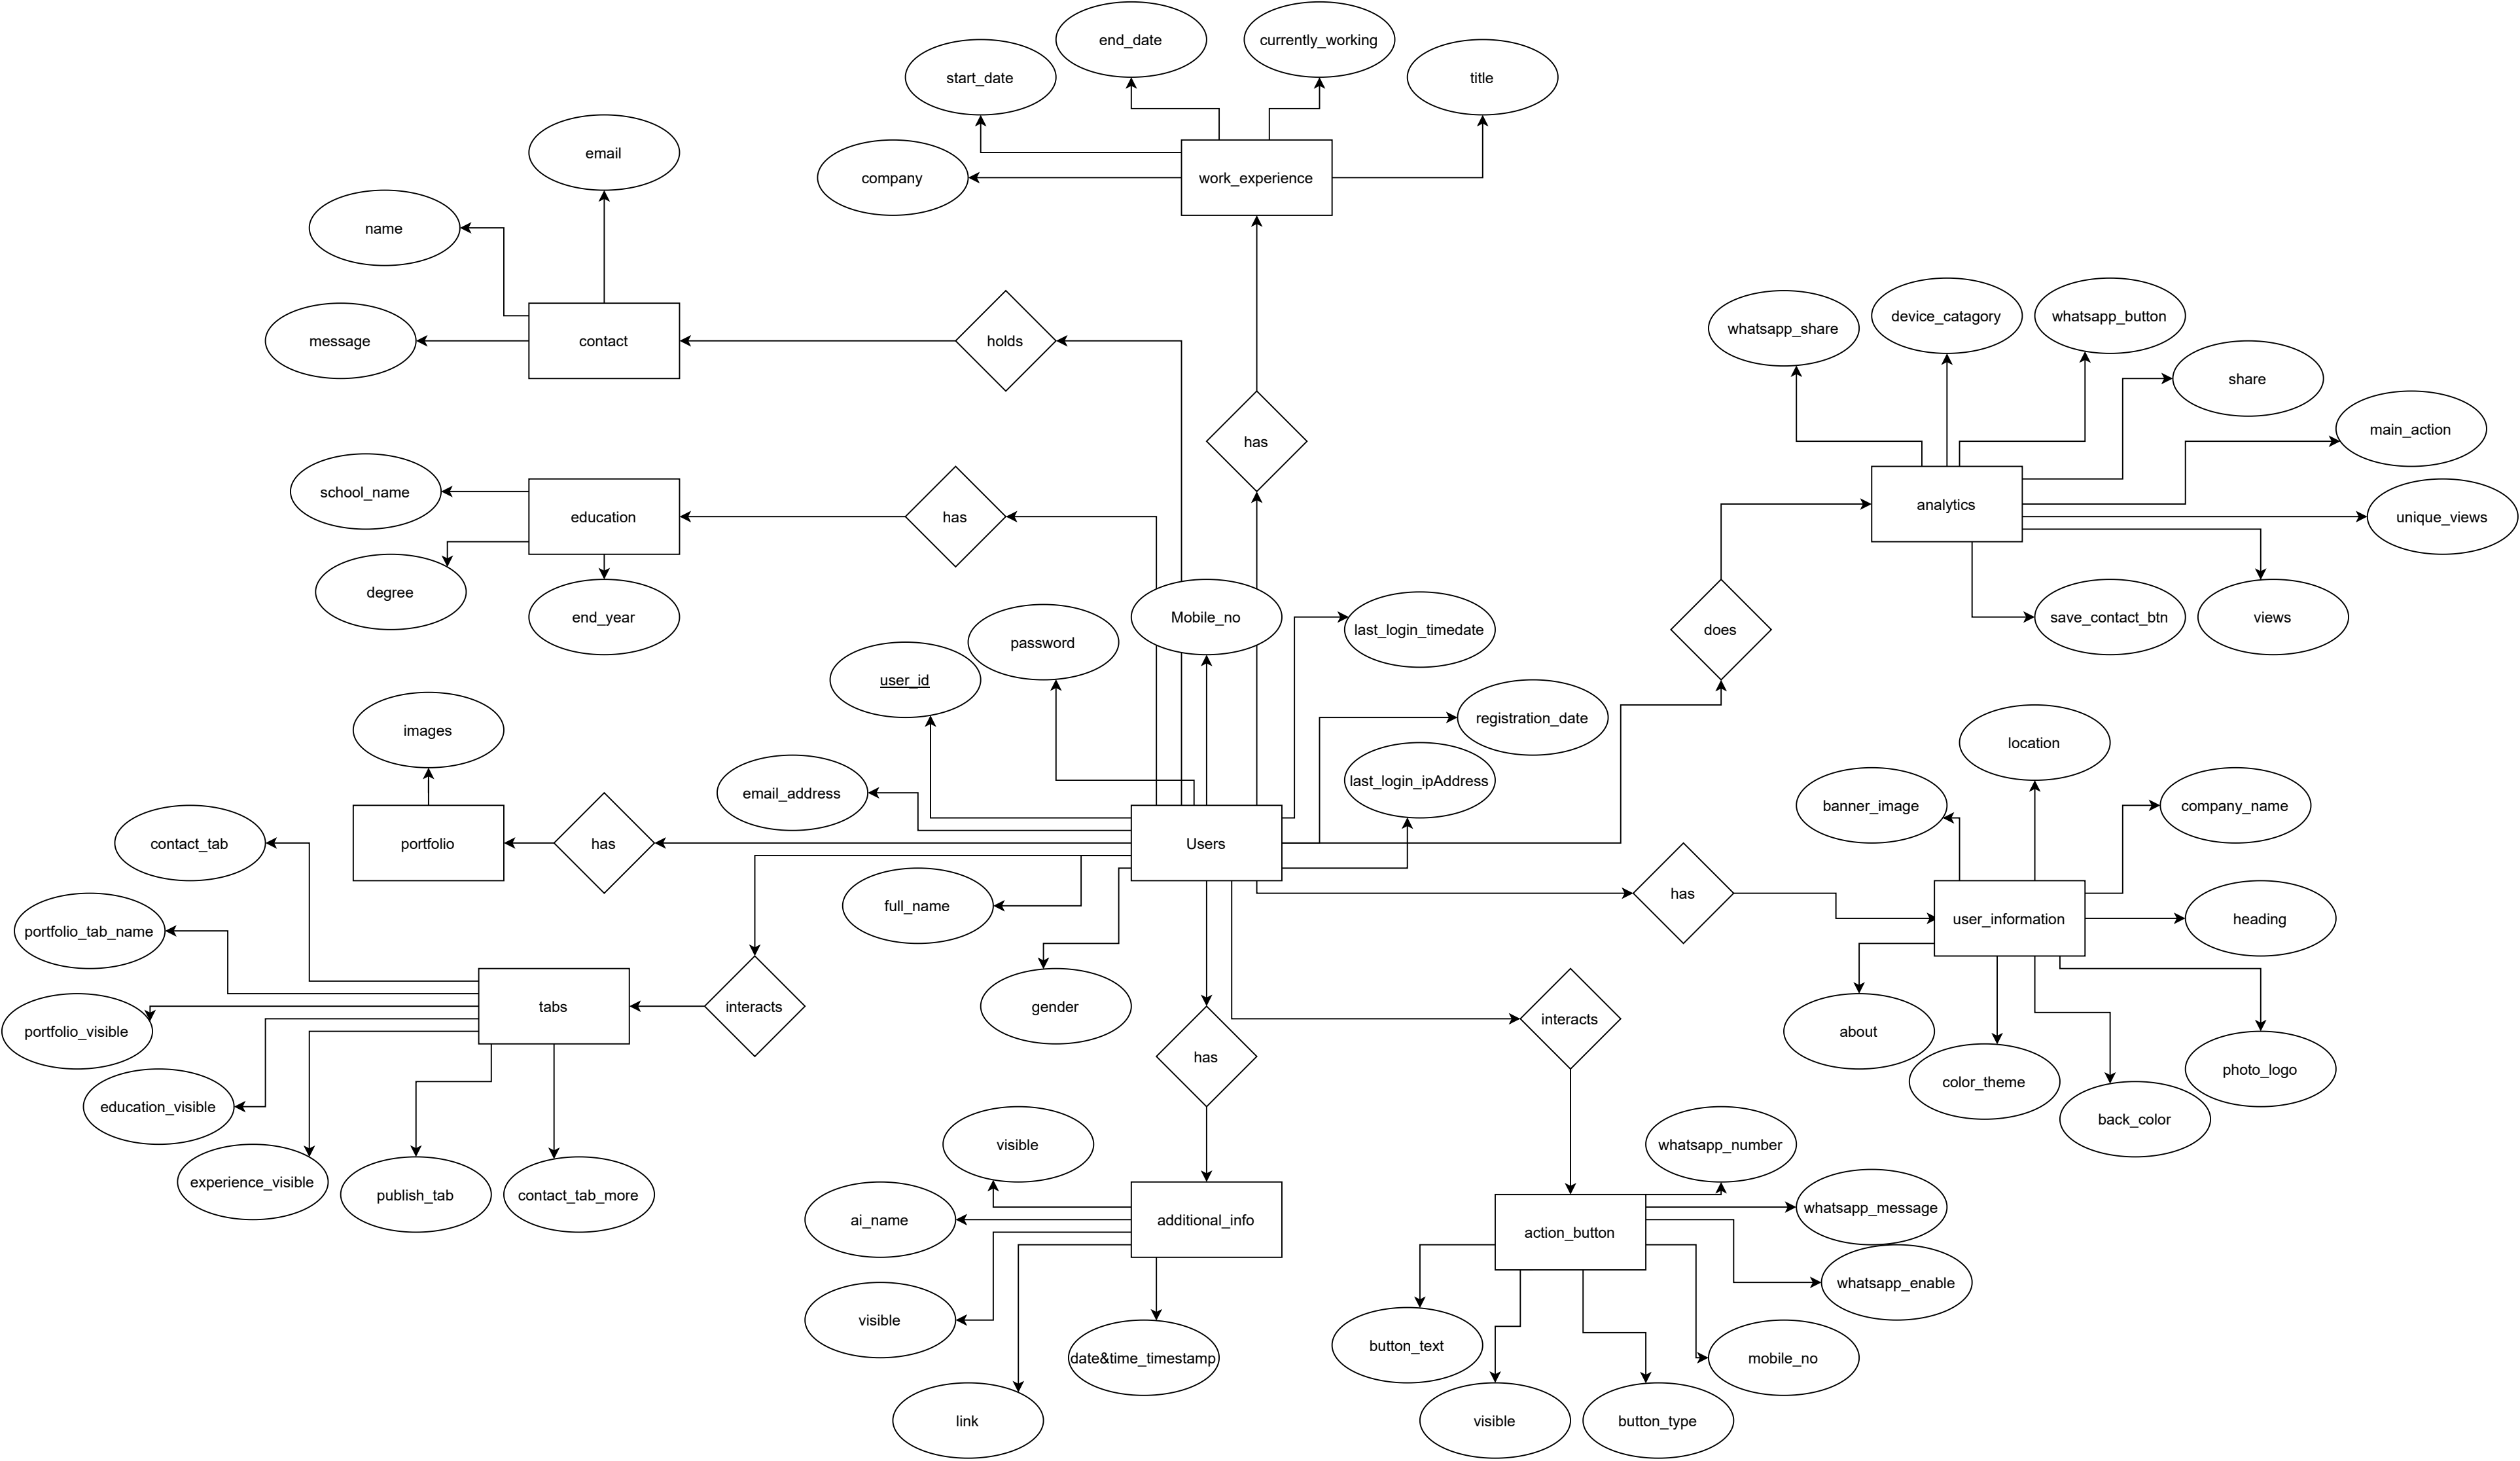 end_date
currently_working
start_date
title
email
company
work_experience
name
whatsapp_share
device_catagory
whatsapp_button
message
contact
holds
share
main_action
has
school_name
education
has
analytics
unique_views
degree
end_year
Mobile_no
password
last_login_timedate
does
save_contact_btn
views
user_id
registration_date
images
location
email_address
last_login_ipAddress
banner_image
company_name
contact_tab
portfolio
has
Users
full_name
has
user_information
heading
portfolio_tab_name
tabs
interacts
gender
interacts
portfolio_visible
about
has
color_theme
photo_logo
education_visible
back_color
visible
whatsapp_number
experience_visible
publish_tab
contact_tab_more
ai_name
additional_info
action_button
whatsapp_message
whatsapp_enable
visible
date&time_timestamp
button_text
mobile_no
link
visible
button_type